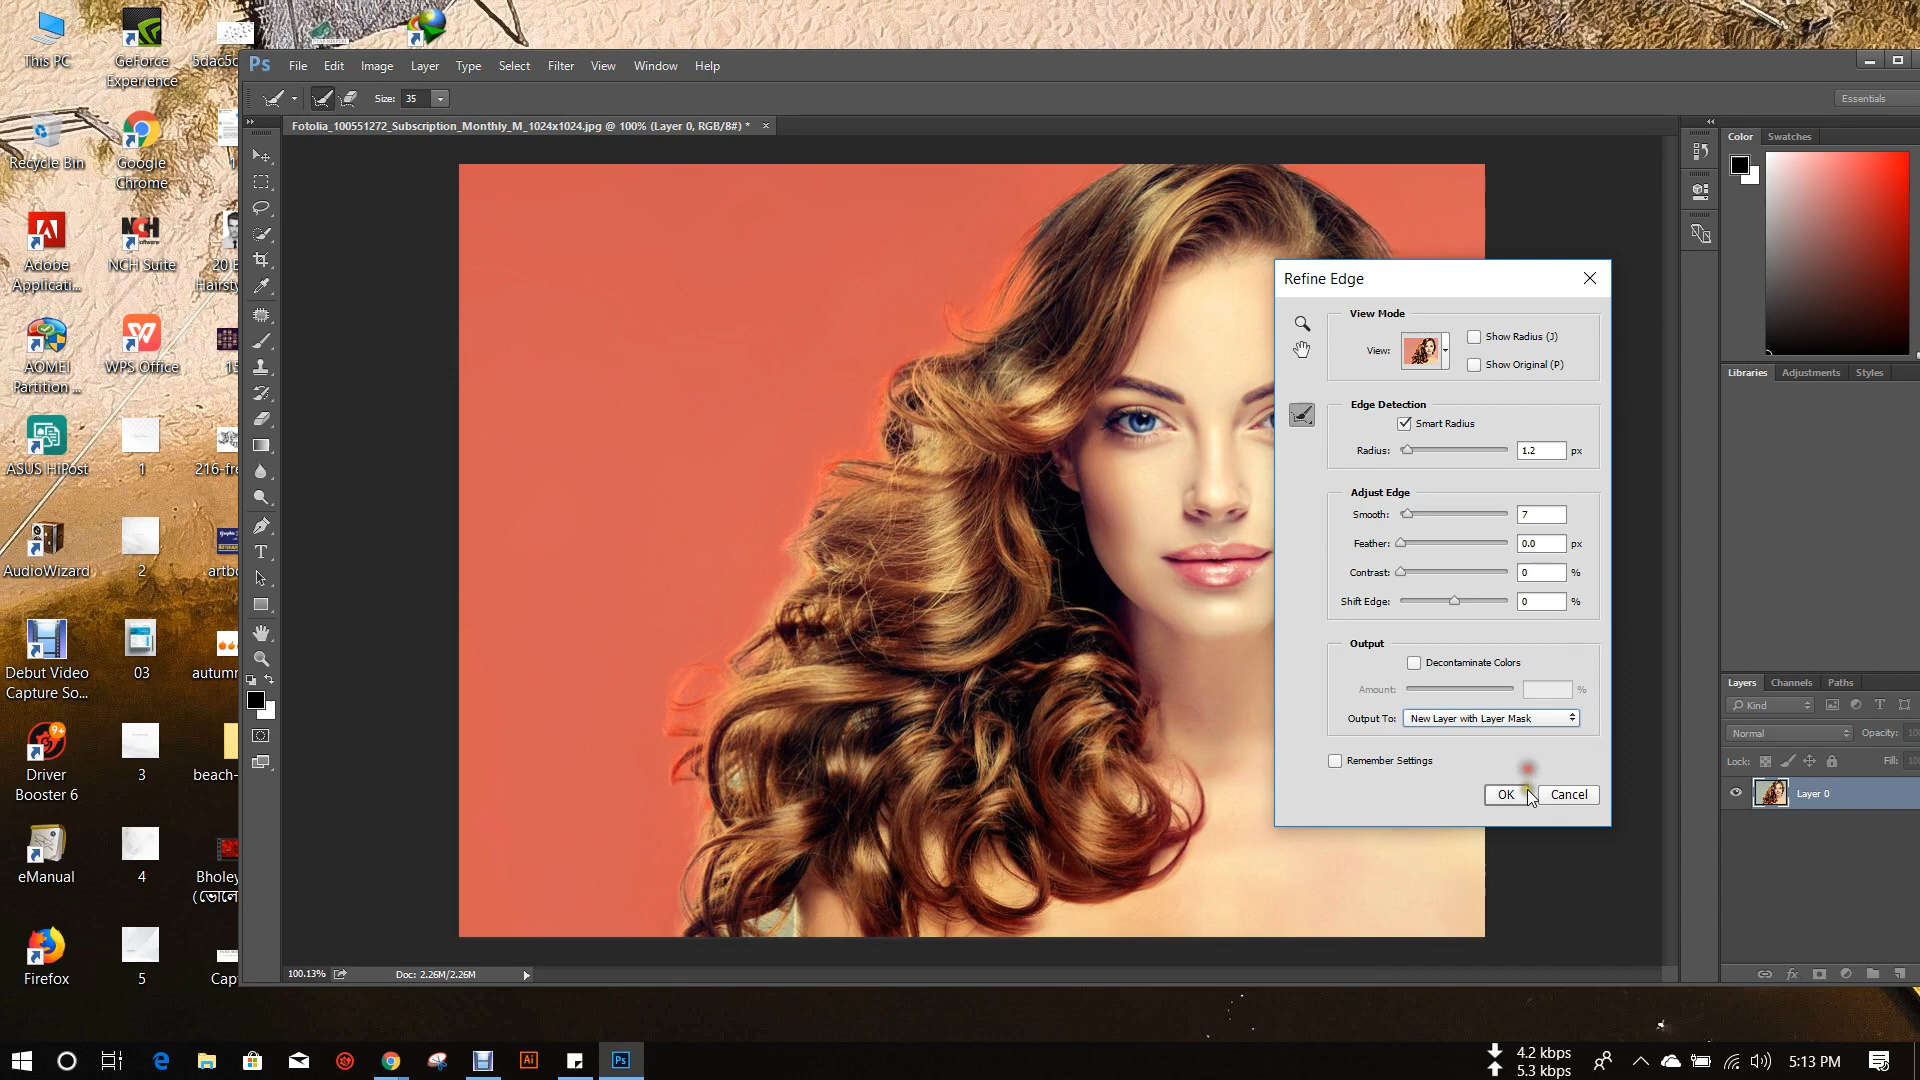 This PC
GeForce
Experience
5dac5c
Recycle Bin
Google
Chrome
Adobe
Applicati...
NCH Suite
20 E
Hairsty
AOMEI
Partition ...
WPS Office
15
ASUS HiPost
1
216-fre
AudioWizard
2
artbo
Debut Video
Capture So...
03
autumn
Driver
Booster 6
3
beach-
eManual
4
Bholey
(ভোলে
Firefox
5
Cap
Ps
File
Edit
Image
Layer
Type
Select
Filter
View
Window
Help
Size:
35
Essentials
Fotolia_100551272_Subscription_Monthly_M_1024x1024.jpg @ 100% (Layer 0, RGB/8#) *
Refine Edge
View Mode
View:
Show Radius (J)
Show Original (P)
Edge Detection
Smart Radius
Radius:
1.2
px
Adjust Edge
Smooth:
7
Feather:
0.0
px
Contrast:
0
%
Shift Edge:
0
%
Output
Decontaminate Colors
Amount:
%
Output To:
New Layer with Layer Mask
Remember Settings
OK
Cancel
Color
Swatches
Libraries
Adjustments
Styles
Layers
Channels
Paths
Kind
Normal
Opacity:
Lock:
Fill:
Layer 0
100.13%
Doc: 2.26M/2.26M
Ai
Ps
4.2 kbps
5.3 kbps
5:13 PM